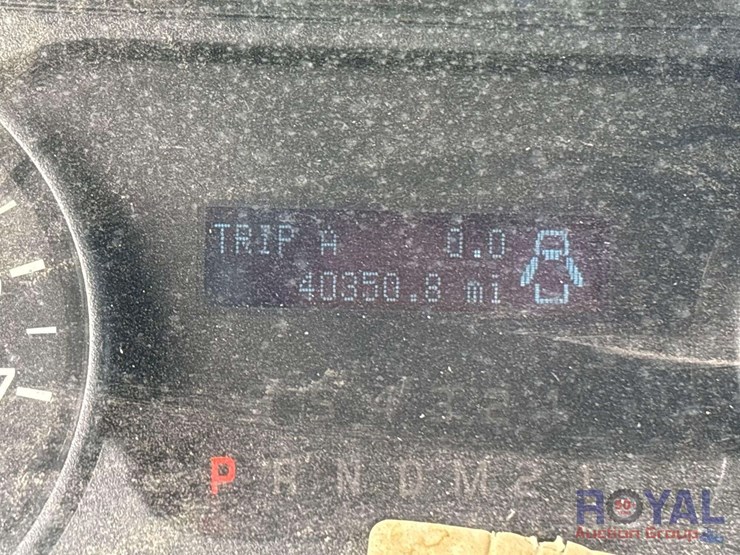 TRIP A 0.0
40350.8 mi
P R N D M 2 1
ROYAL
Auction Group